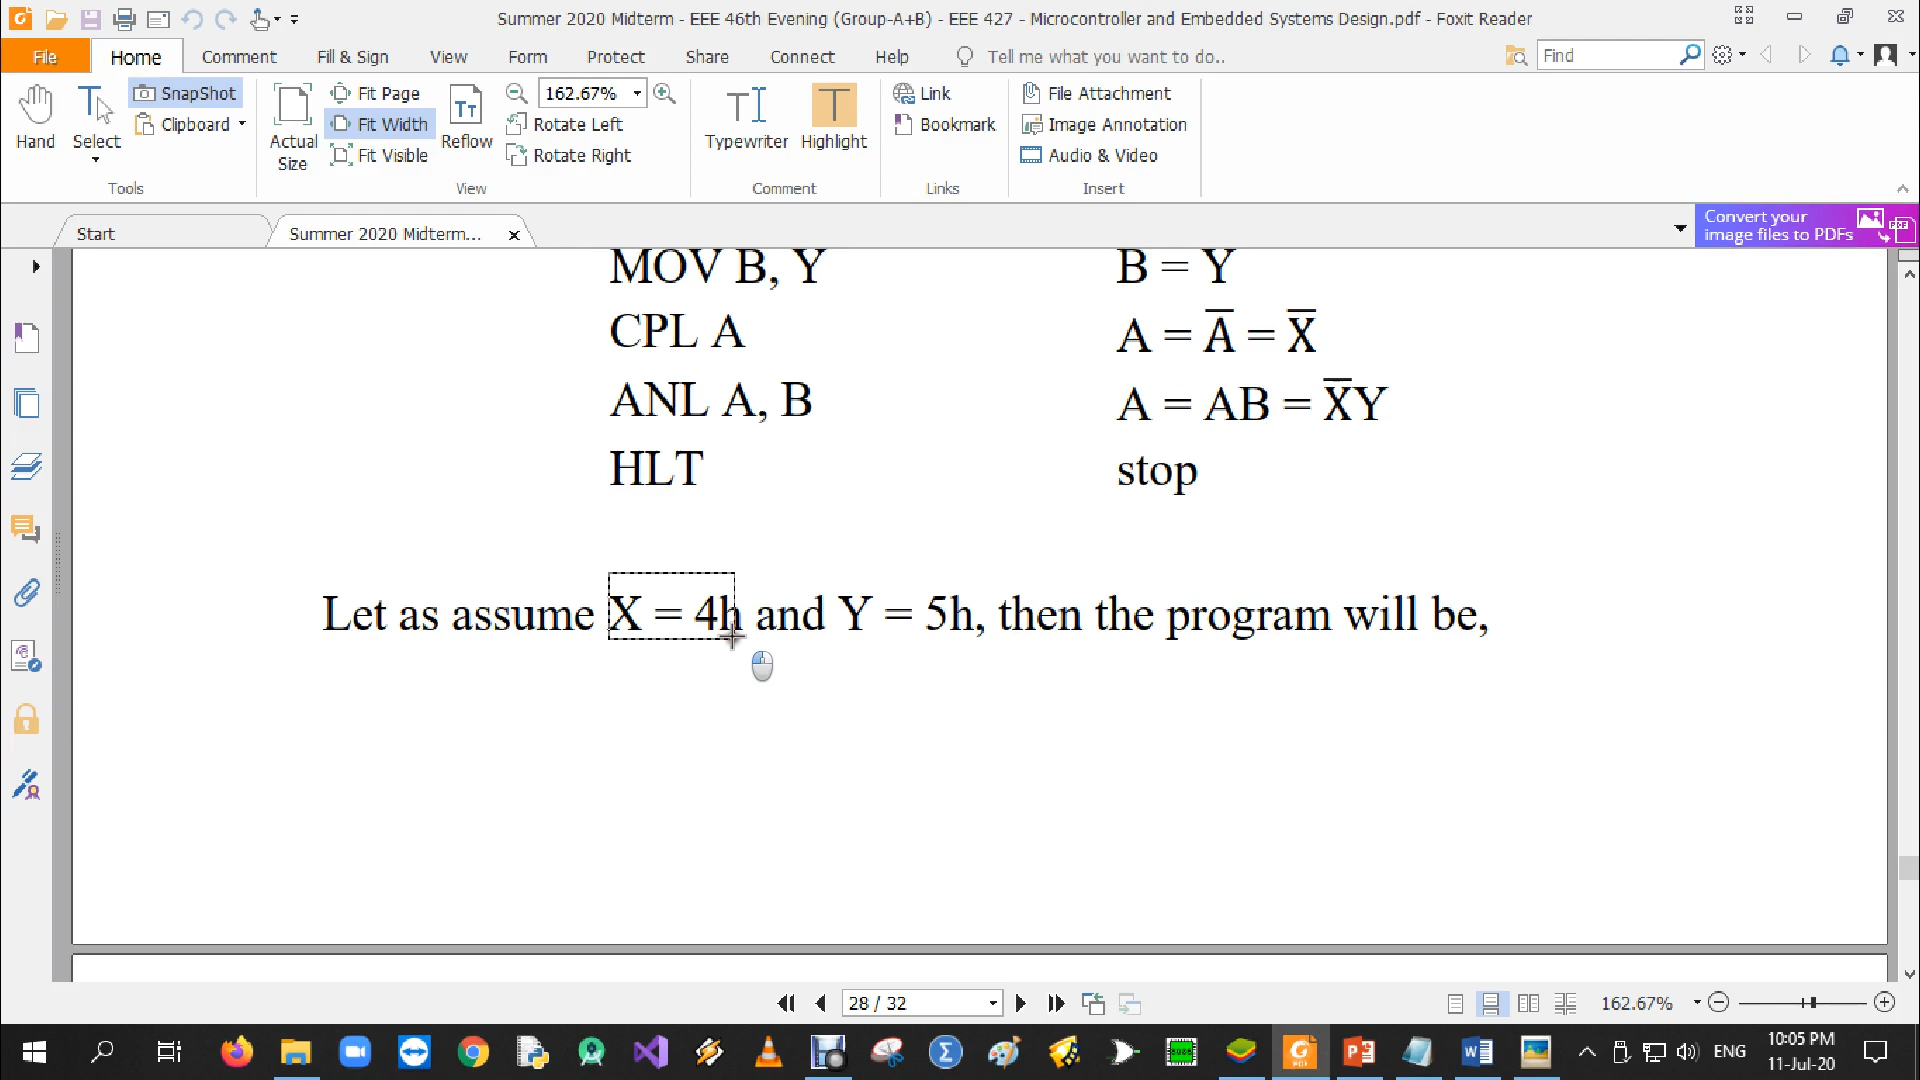 Summer 2020 Midterm - EEE 46th Evening (Group-A+B) - EEE 427 - Microcontroller and Embedded Systems Design.pdf - Foxit Reader
File Home Comment Fill & Sign View Form Protect Share Connect Help Tell me what you want to do.. Find
Hand Select SnapShot Clipboard Tools
Actual Size Fit Page Fit Width Fit Visible Reflow 162.67% Rotate Left Rotate Right View
Typewriter Highlight Comment
Link Bookmark Links
File Attachment Image Annotation Audio & Video Insert
Start Summer 2020 Midterm...
Convert your
image files to PDFs
MOV B, Y B = Y
CPL A A = A̅ = X̅
ANL A, B A = AB = X̅Y
HLT stop
Let as assume X = 4h and Y = 5h, then the program will be,
28 / 32 162.67%
ENG 10:05 PM
11-Jul-20